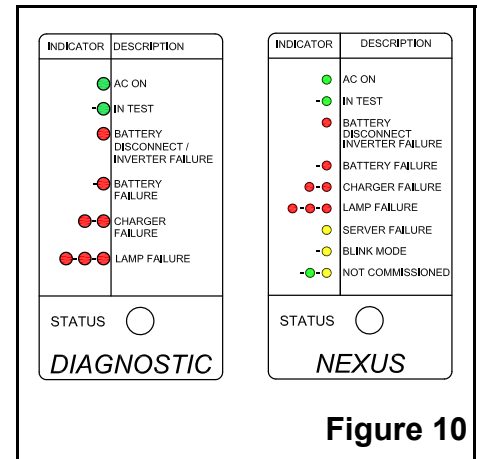 INDICATOR DESCRIPTION
AC ON
IN TEST
BATTERY
DISCONNECT /
INVERTER FAILURE
BATTERY
FAILURE
CHARGER
FAILURE
LAMP FAILURE
STATUS
DIAGNOSTIC
INDICATOR DESCRIPTION
AC ON
IN TEST
BATTERY
DISCONNECT
INVERTER FAILURE
BATTERY FAILURE
CHARGER FAILURE
LAMP FAILURE
SERVER FAILURE
BLINK MODE
NOT COMMISSIONED
STATUS
NEXUS
Figure 10